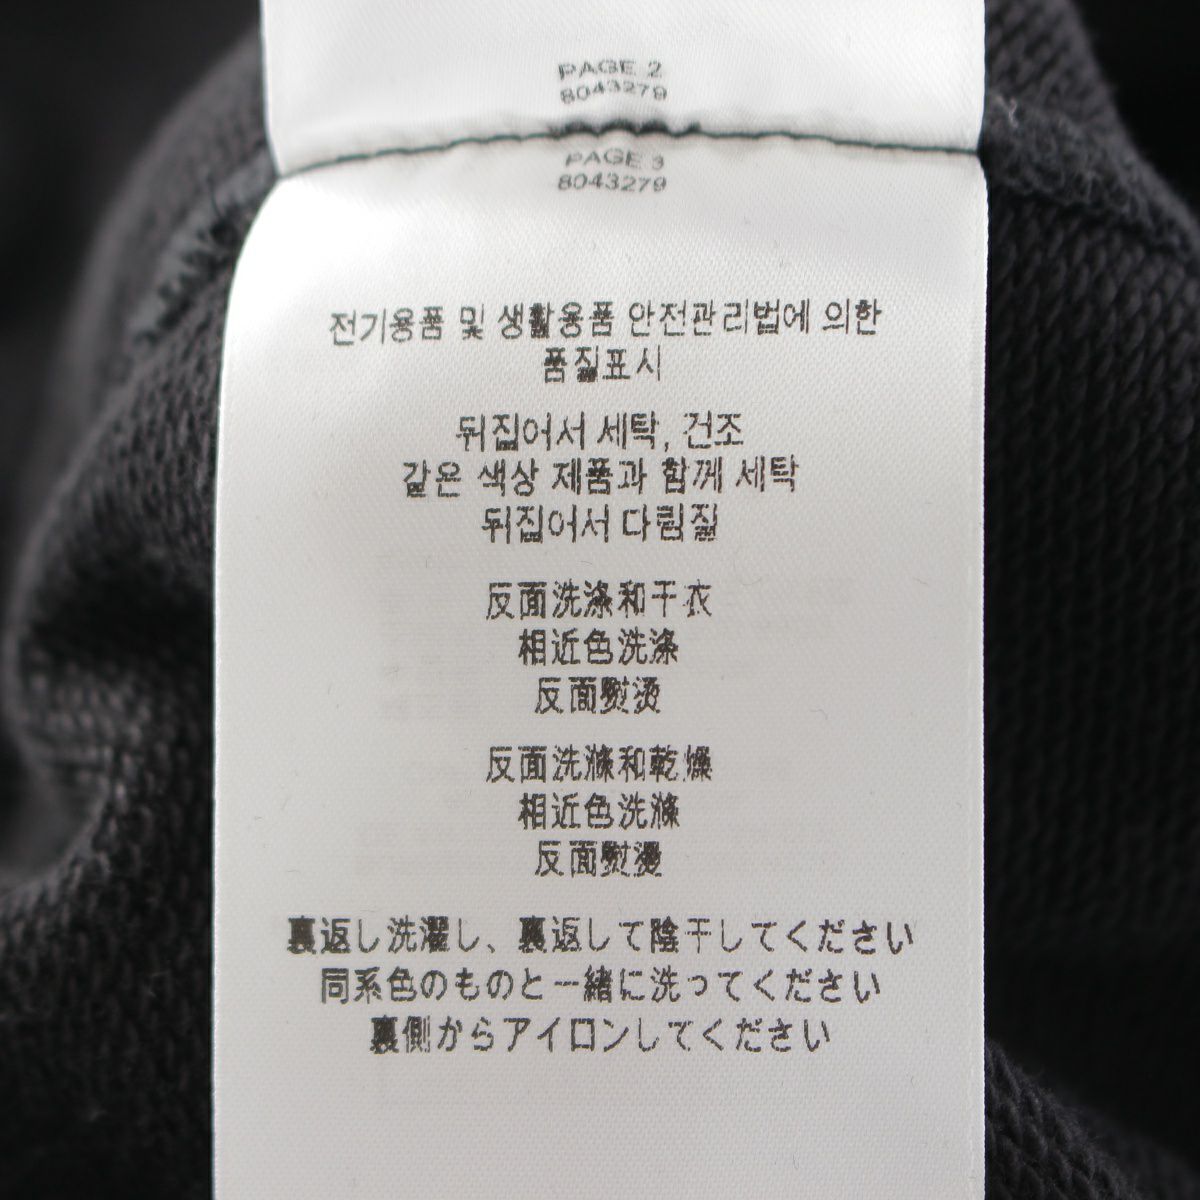 PAGE 2
8043279
PAGE 3
8043279
전기용품 및 생활용품 안전관리법에 의한
품질표시
뒤집어서 세탁, 건조
같은 색상 제품과 함께 세탁
뒤집어서 다림질
反面洗涤和干衣
相近色洗涤
反面熨烫
反面洗滌和乾燥
相近色洗滌
反面熨燙
裏返し洗濯し、裏返して陰干してください
同系色のものと一緒に洗ってください
裏側からアイロンしてください